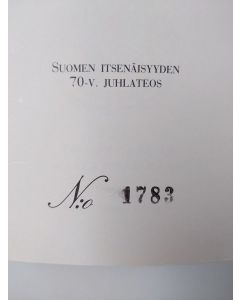 SUOMEN ITSENÄISYYDEN
70-V. JUHLATEOS
N:o 1783